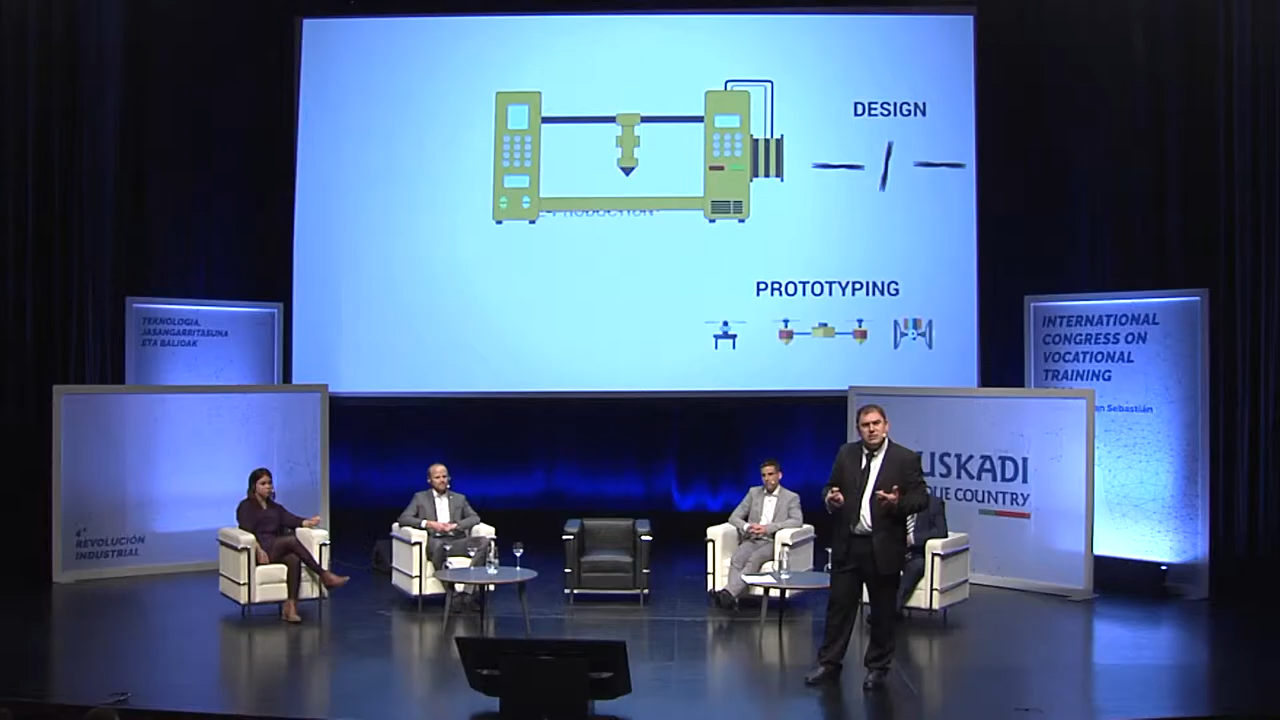 DESIGN
PRODUCTION
PROTOTYPING
TEKNOLOGIA,
JASANGARRITASUNA
ETA BALIOAK
INTERNATIONAL
CONGRESS ON
VOCATIONAL
TRAINING
an Sebastián
USKADI
QUE COUNTRY
4ª
REVOLUCIÓN
INDUSTRIAL